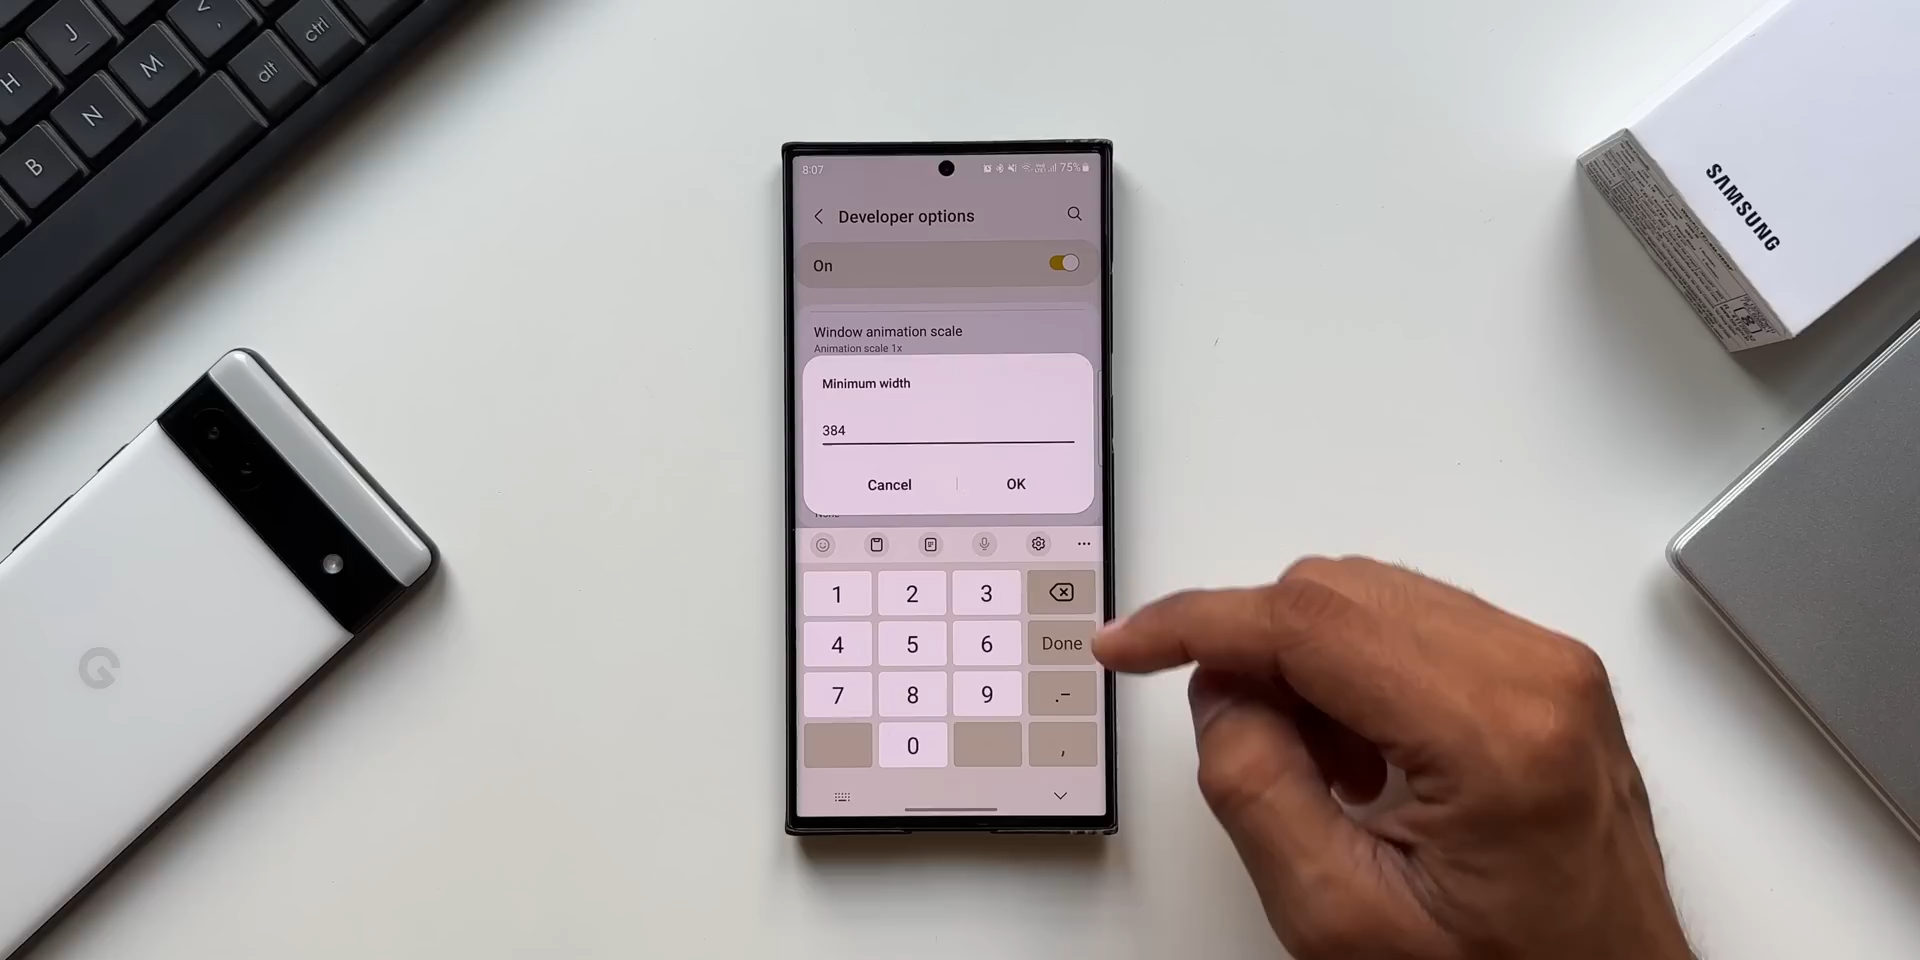 J
H
M
N
B
alt
ctrl
8:07
75%
Developer options
On
Window animation scale
Animation scale 1x
Minimum width
384
Cancel
OK
1 2 3
4 5 6 Done
7 8 9 .-
0 ,
G
SAMSUNG